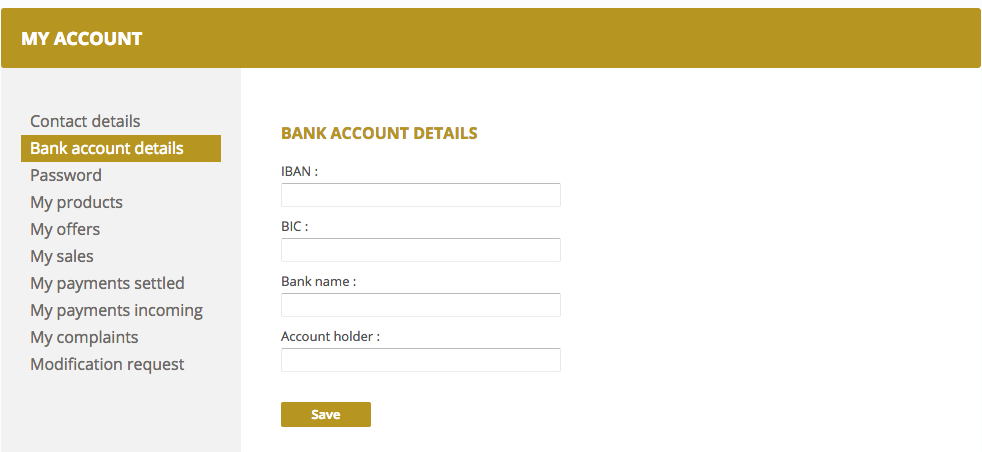 MY ACCOUNT
Contact details
Bank account details
Password
My products
My offers
My sales
My payments settled
My payments incoming
My complaints
Modification request
BANK ACCOUNT DETAILS
IBAN :
BIC :
Bank name :
Account holder :
Save